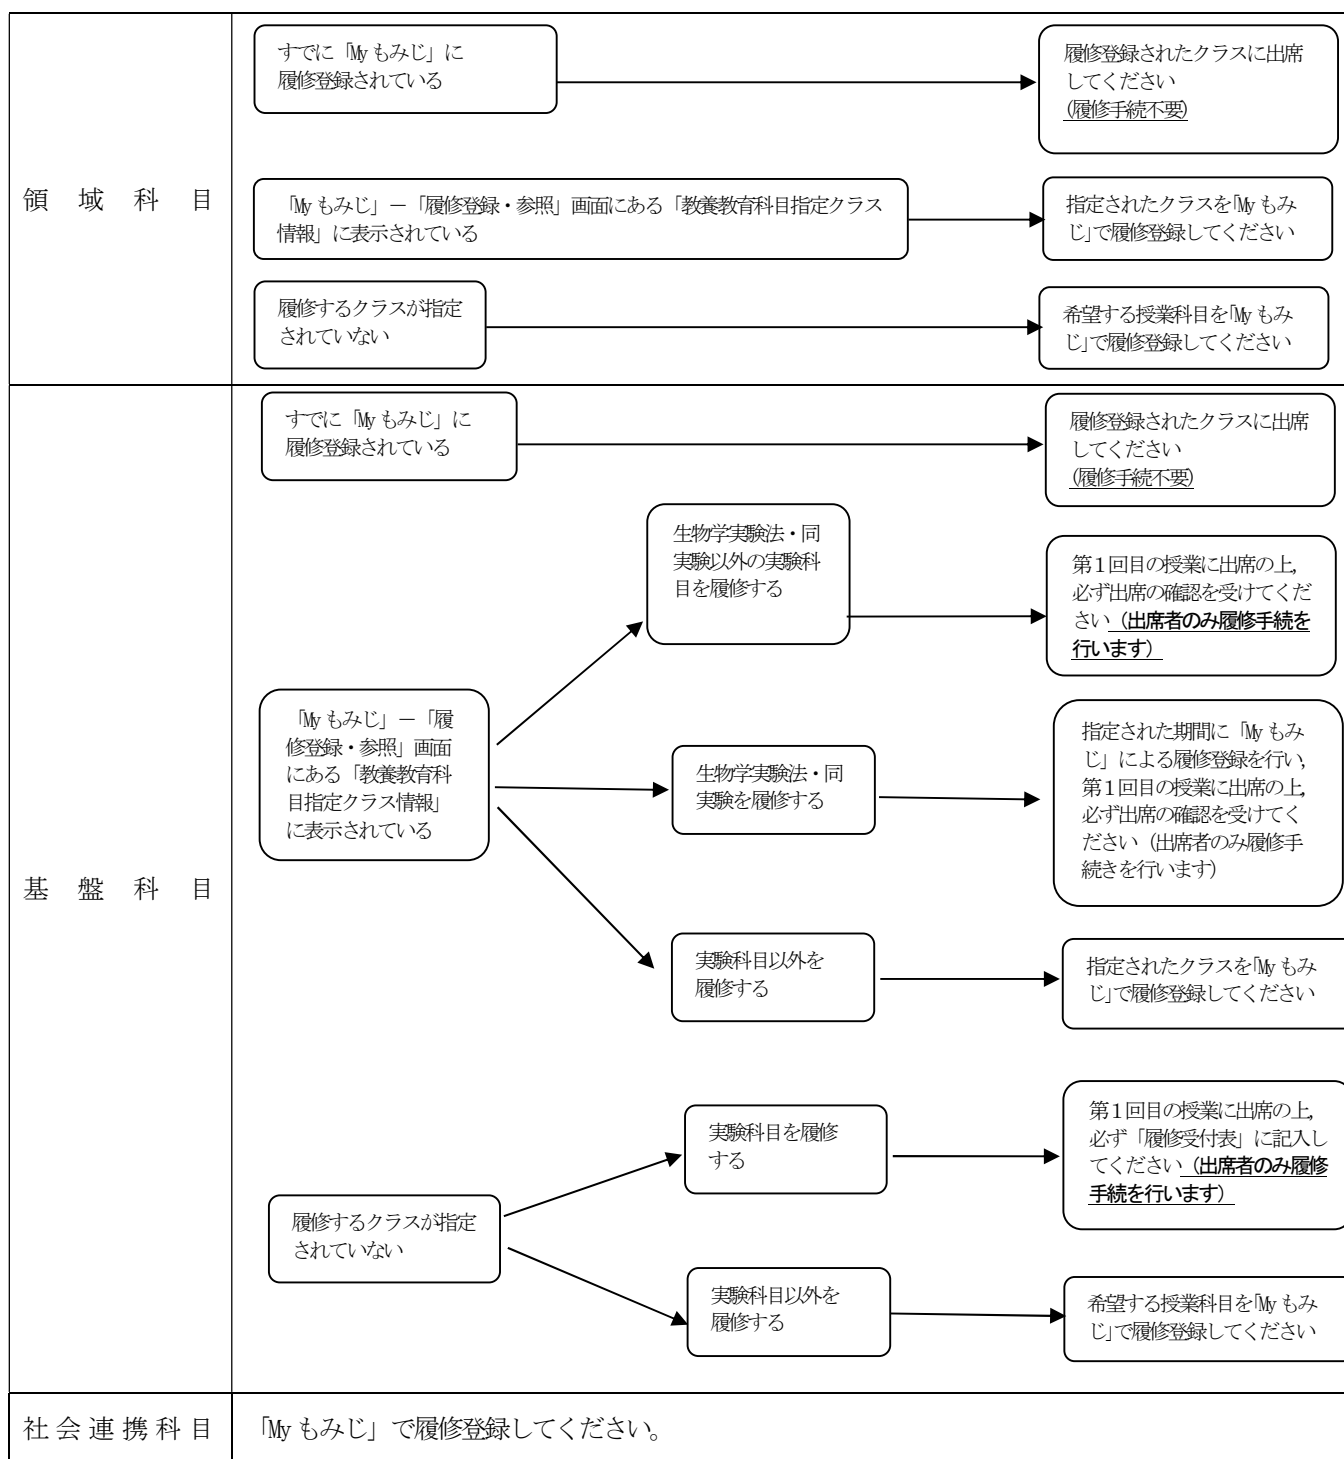 領域科目
すでに「My もみじ」に
履修登録されている
履修登録されたクラスに出席
してください
(履修手続不要)
「My もみじ」－「履修登録・参照」画面にある「教養教育科目指定クラス
情報」に表示されている
指定されたクラスを「My もみ
じ」で履修登録してください
履修するクラスが指定
されていない
希望する授業科目を「My もみ
じ」で履修登録してください
基盤科目
すでに「My もみじ」に
履修登録されている
履修登録されたクラスに出席
してください
(履修手続不要)
「My もみじ」－「履
修登録・参照」画面
にある「教養教育科
目指定クラス情報」
に表示されている
生物学実験法・同
実験以外の実験科
目を履修する
第１回目の授業に出席の上,
必ず出席の確認を受けてくだ
さい（出席者のみ履修手続を
行います）
生物学実験法・同
実験を履修する
指定された期間に「My もみ
じ」による履修登録を行い,
第１回目の授業に出席の上,
必ず出席の確認を受けてく
ださい（出席者のみ履修手
続きを行います）
実験科目以外を
履修する
指定されたクラスを「My もみ
じ」で履修登録してください
履修するクラスが指定
されていない
実験科目を履修
する
第１回目の授業に出席の上,
必ず「履修受付表」に記入し
てください（出席者のみ履修
手続を行います）
実験科目以外を
履修する
希望する授業科目を「My もみ
じ」で履修登録してください
社会連携科目
「My もみじ」で履修登録してください。